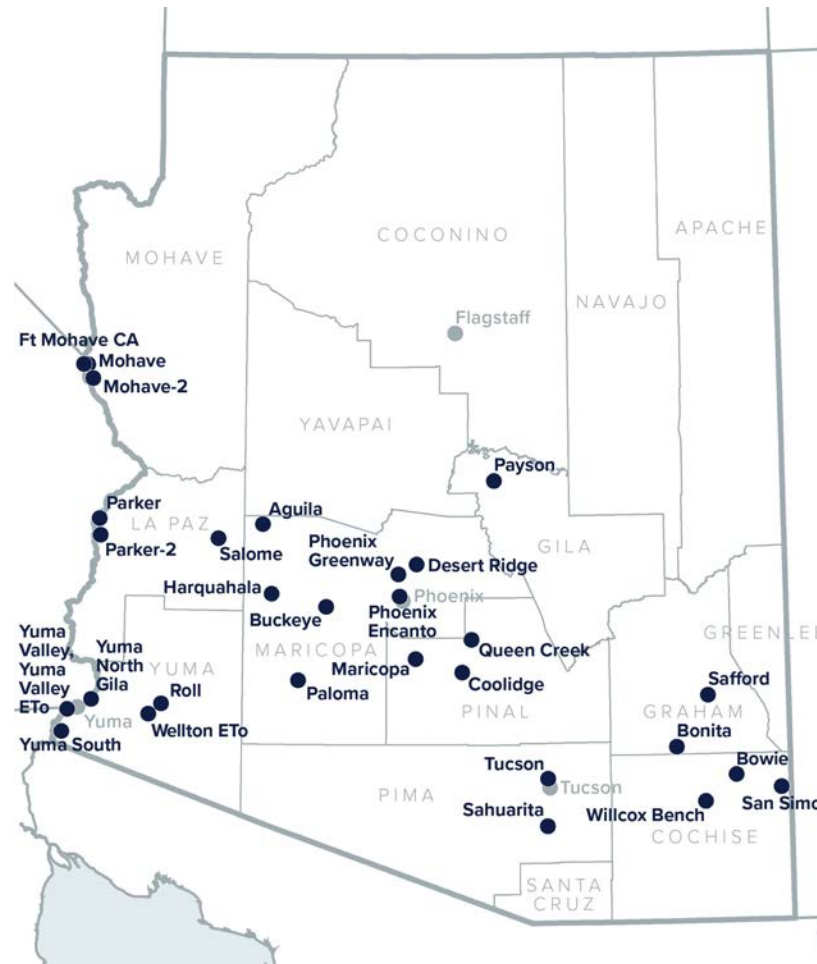 COCONINO
APACHE
MOHAVE
NAVAJO
Flagstaff
Ft Mohave CA
Mohave
Mohave-2
YAVAPAI
Payson
Parker
LA PAZ
Parker-2
Salome
Aguila
Phoenix
Greenway
Desert Ridge
GILA
Harquahala
Buckeye
Phoenix
Phoenix
Encanto
Yuma
Valley,
Yuma
Valley
ETo
Yuma
North
Gila
YUMA
MARICOPA
Queen Creek
GREENLEE
Maricopa
Coolidge
Roll
Paloma
PINAL
Safford
GRAHAM
Yuma
Wellton ETo
Yuma South
Bonita
Tucson
Tucson
Bowie
PIMA
San Simo
Sahuarita
Willcox Bench
COCHISE
SANTA
CRUZ